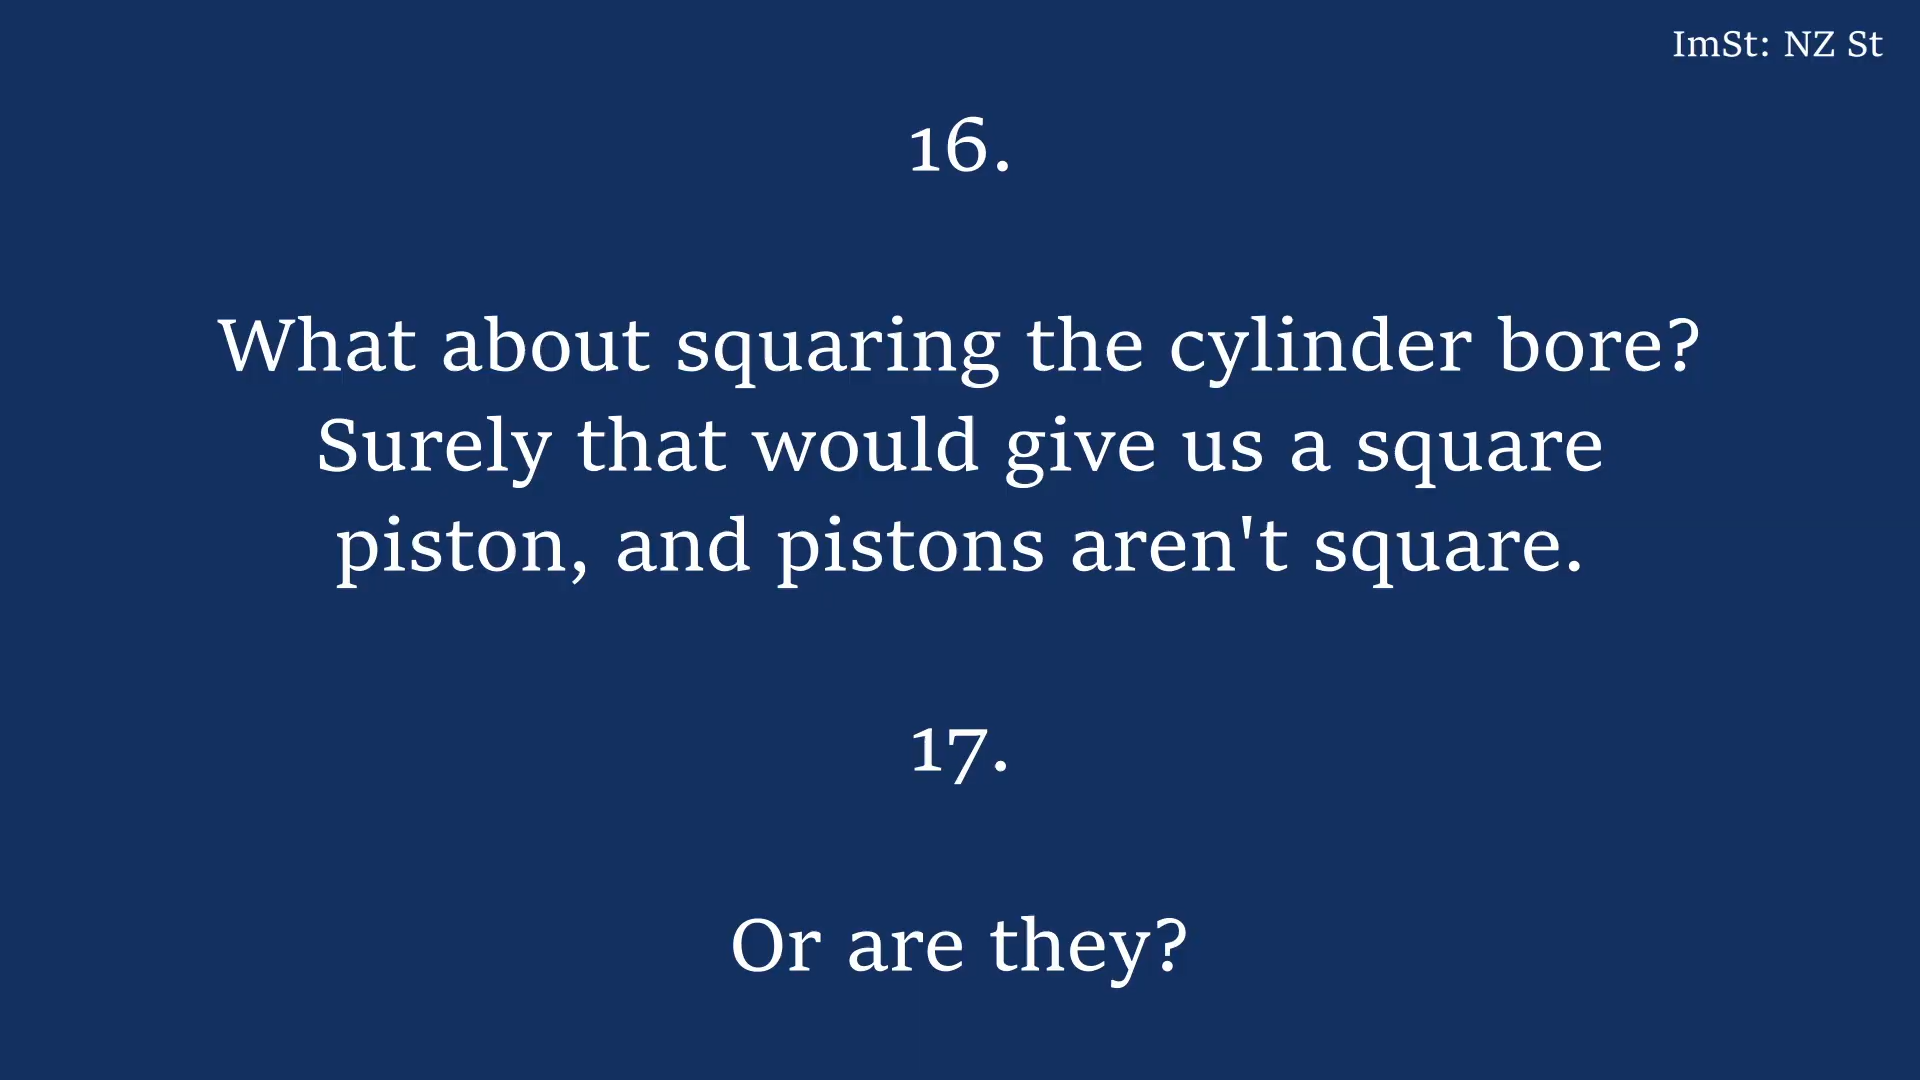 ImSt: NZ St
16.
What about squaring the cylinder bore?
Surely that would give us a square
piston, and pistons aren't square.
17.
Or are they?